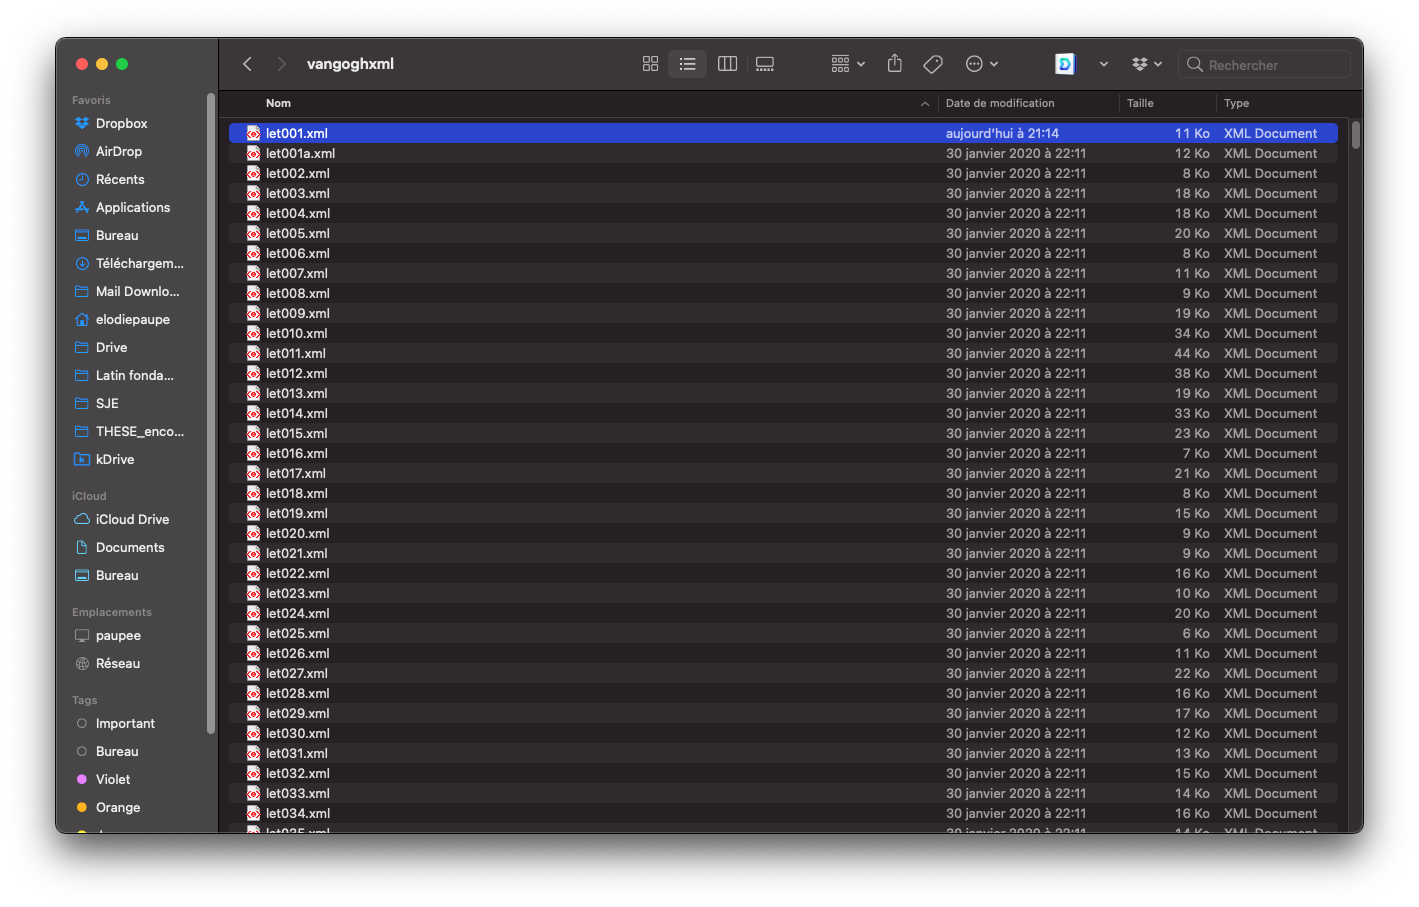 vangoghxml
Rechercher
Favoris
Dropbox
AirDrop
Récents
Applications
Bureau
Téléchargem...
Mail Downlo...
elodiepaupe
Drive
Latin fonda...
SJE
THESE_enco...
kDrive
iCloud
iCloud Drive
Documents
Bureau
Emplacements
paupee
Réseau
Tags
Important
Bureau
Violet
Orange
Nom Date de modification Taille Type
let001.xml aujourd'hui à 21:14 11 Ko XML Document
let001a.xml 30 janvier 2020 à 22:11 12 Ko XML Document
let002.xml 30 janvier 2020 à 22:11 8 Ko XML Document
let003.xml 30 janvier 2020 à 22:11 18 Ko XML Document
let004.xml 30 janvier 2020 à 22:11 18 Ko XML Document
let005.xml 30 janvier 2020 à 22:11 20 Ko XML Document
let006.xml 30 janvier 2020 à 22:11 8 Ko XML Document
let007.xml 30 janvier 2020 à 22:11 11 Ko XML Document
let008.xml 30 janvier 2020 à 22:11 9 Ko XML Document
let009.xml 30 janvier 2020 à 22:11 19 Ko XML Document
let010.xml 30 janvier 2020 à 22:11 34 Ko XML Document
let011.xml 30 janvier 2020 à 22:11 44 Ko XML Document
let012.xml 30 janvier 2020 à 22:11 38 Ko XML Document
let013.xml 30 janvier 2020 à 22:11 19 Ko XML Document
let014.xml 30 janvier 2020 à 22:11 33 Ko XML Document
let015.xml 30 janvier 2020 à 22:11 23 Ko XML Document
let016.xml 30 janvier 2020 à 22:11 7 Ko XML Document
let017.xml 30 janvier 2020 à 22:11 21 Ko XML Document
let018.xml 30 janvier 2020 à 22:11 8 Ko XML Document
let019.xml 30 janvier 2020 à 22:11 15 Ko XML Document
let020.xml 30 janvier 2020 à 22:11 9 Ko XML Document
let021.xml 30 janvier 2020 à 22:11 9 Ko XML Document
let022.xml 30 janvier 2020 à 22:11 16 Ko XML Document
let023.xml 30 janvier 2020 à 22:11 10 Ko XML Document
let024.xml 30 janvier 2020 à 22:11 20 Ko XML Document
let025.xml 30 janvier 2020 à 22:11 6 Ko XML Document
let026.xml 30 janvier 2020 à 22:11 11 Ko XML Document
let027.xml 30 janvier 2020 à 22:11 22 Ko XML Document
let028.xml 30 janvier 2020 à 22:11 16 Ko XML Document
let029.xml 30 janvier 2020 à 22:11 17 Ko XML Document
let030.xml 30 janvier 2020 à 22:11 12 Ko XML Document
let031.xml 30 janvier 2020 à 22:11 13 Ko XML Document
let032.xml 30 janvier 2020 à 22:11 15 Ko XML Document
let033.xml 30 janvier 2020 à 22:11 14 Ko XML Document
let034.xml 30 janvier 2020 à 22:11 16 Ko XML Document
let035.xml 30 janvier 2020 à 22:11 14 Ko XML Document